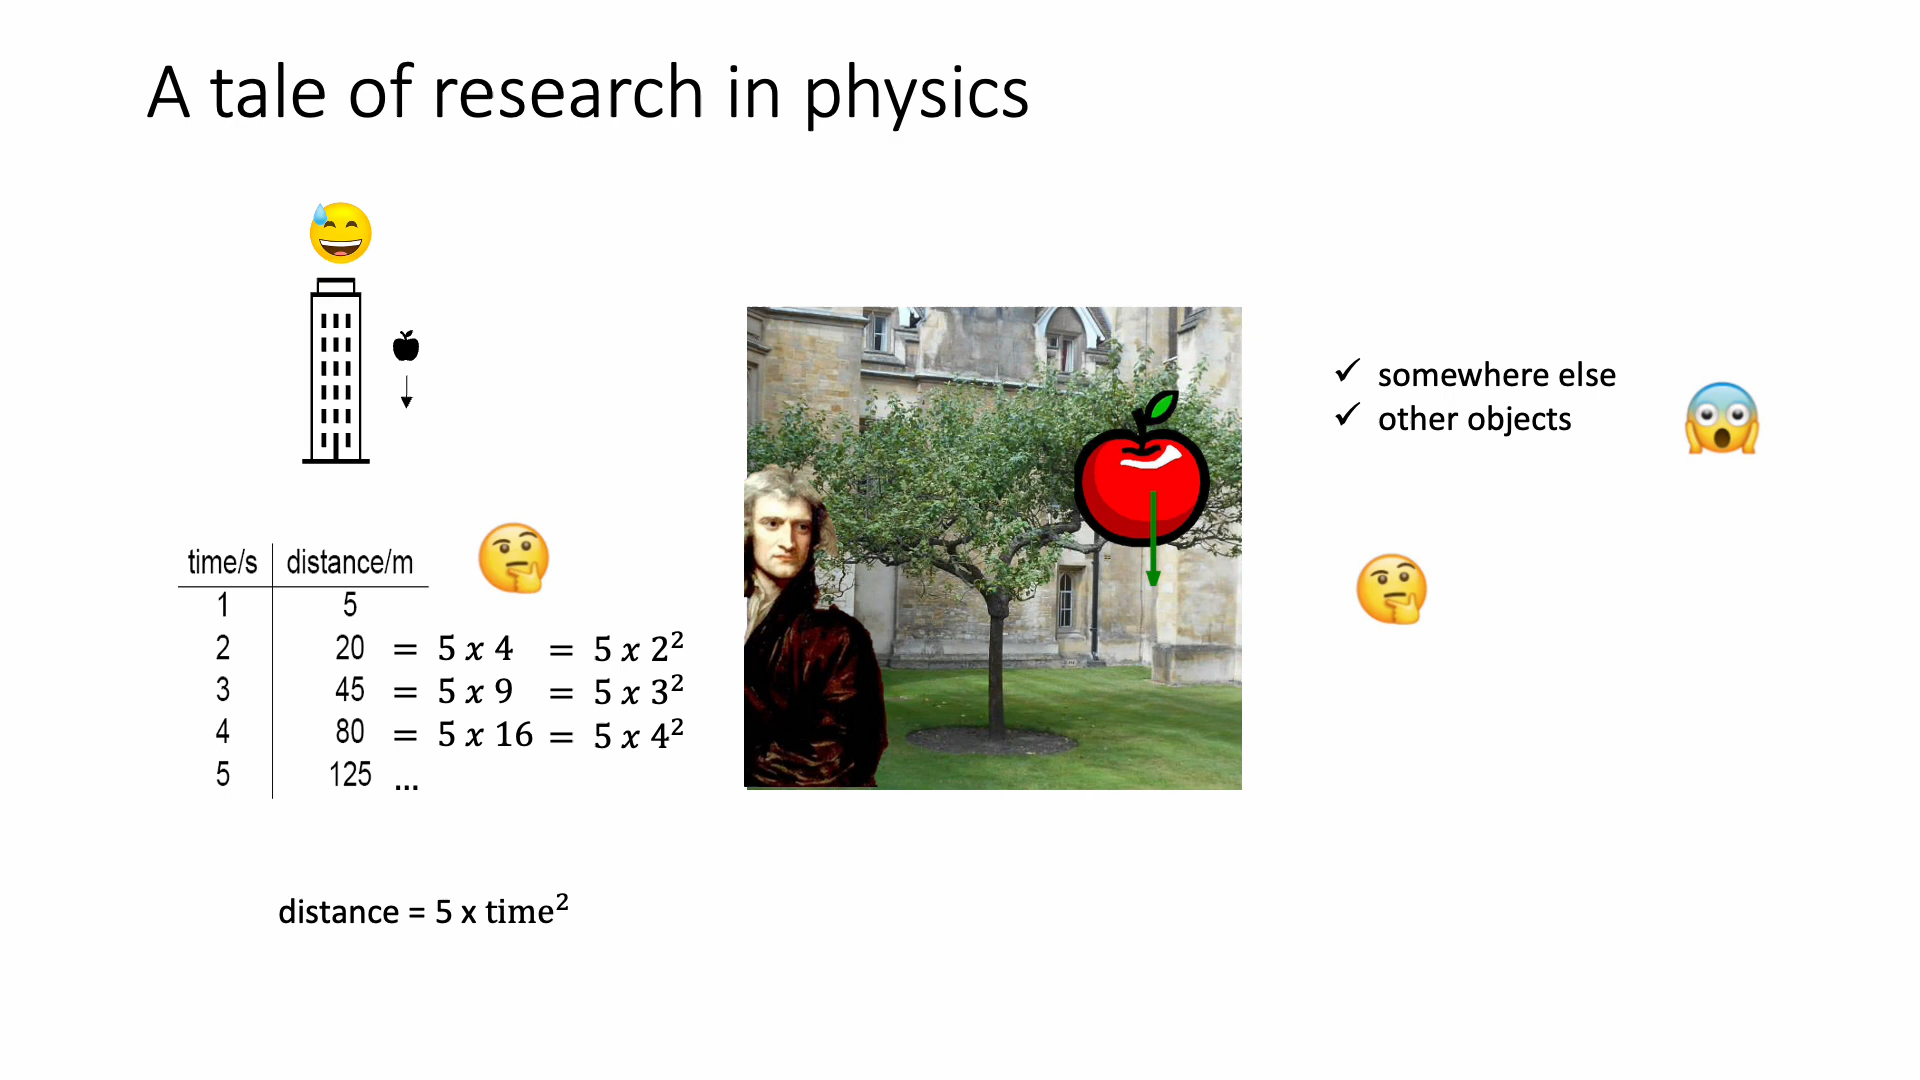 A tale of research in physics
time/s distance/m
1 5
2 20 = 5 x 4 = 5 x 2²
3 45 = 5 x 9 = 5 x 3²
4 80 = 5 x 16 = 5 x 4²
5 125 ...
distance = 5 x time²
✓ somewhere else
✓ other objects